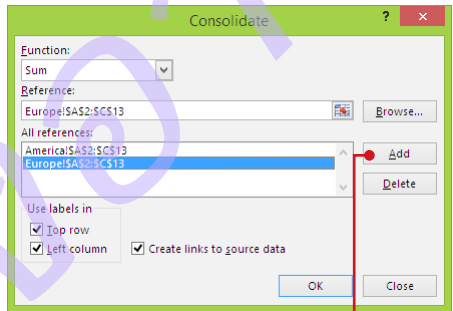 Consolidate
? ×
Function:
Sum
Reference:
Europe!$A$2:$C$13
Browse...
All references:
America!$A$2:$C$13
Europe!$A$2:$C$13
Add
Delete
Use labels in
Top row
Left column
Create links to source data
OK
Close